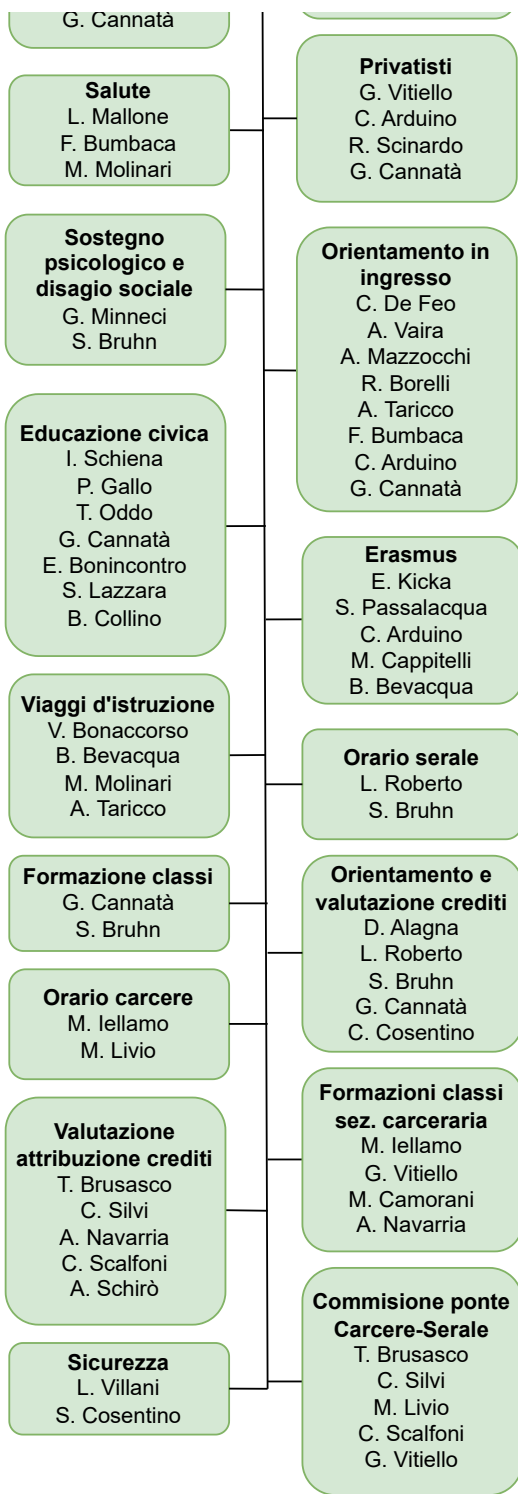 G. Cannatà
Salute
L. Mallone
F. Bumbaca
M. Molinari
Sostegno
psicologico e
disagio sociale
G. Minneci
S. Bruhn
Educazione civica
I. Schiena
P. Gallo
T. Oddo
G. Cannatà
E. Bonincontro
S. Lazzara
B. Collino
Viaggi d'istruzione
V. Bonaccorso
B. Bevacqua
M. Molinari
A. Taricco
Formazione classi
G. Cannatà
S. Bruhn
Orario carcere
M. Iellamo
M. Livio
Valutazione
attribuzione crediti
T. Brusasco
C. Silvi
A. Navarria
C. Scalfoni
A. Schirò
Sicurezza
L. Villani
S. Cosentino
Privatisti
G. Vitiello
C. Arduino
R. Scinardo
G. Cannatà
Orientamento in
ingresso
C. De Feo
A. Vaira
A. Mazzocchi
R. Borelli
A. Taricco
F. Bumbaca
C. Arduino
G. Cannatà
Erasmus
E. Kicka
S. Passalacqua
C. Arduino
M. Cappitelli
B. Bevacqua
Orario serale
L. Roberto
S. Bruhn
Orientamento e
valutazione crediti
D. Alagna
L. Roberto
S. Bruhn
G. Cannatà
C. Cosentino
Formazioni classi
sez. carceraria
M. Iellamo
G. Vitiello
M. Camorani
A. Navarria
Commisione ponte
Carcere-Serale
T. Brusasco
C. Silvi
M. Livio
C. Scalfoni
G. Vitiello